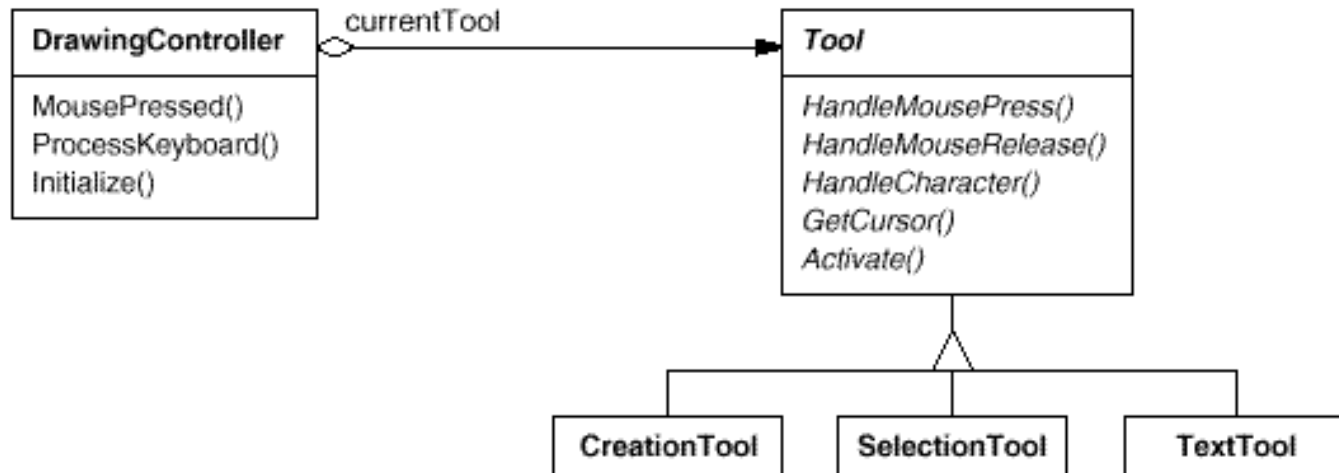 DrawingController
MousePressed()
ProcessKeyboard()
Initialize()
currentTool
Tool
HandleMousePress()
HandleMouseRelease()
HandleCharacter()
GetCursor()
Activate()
CreationTool
SelectionTool
TextTool